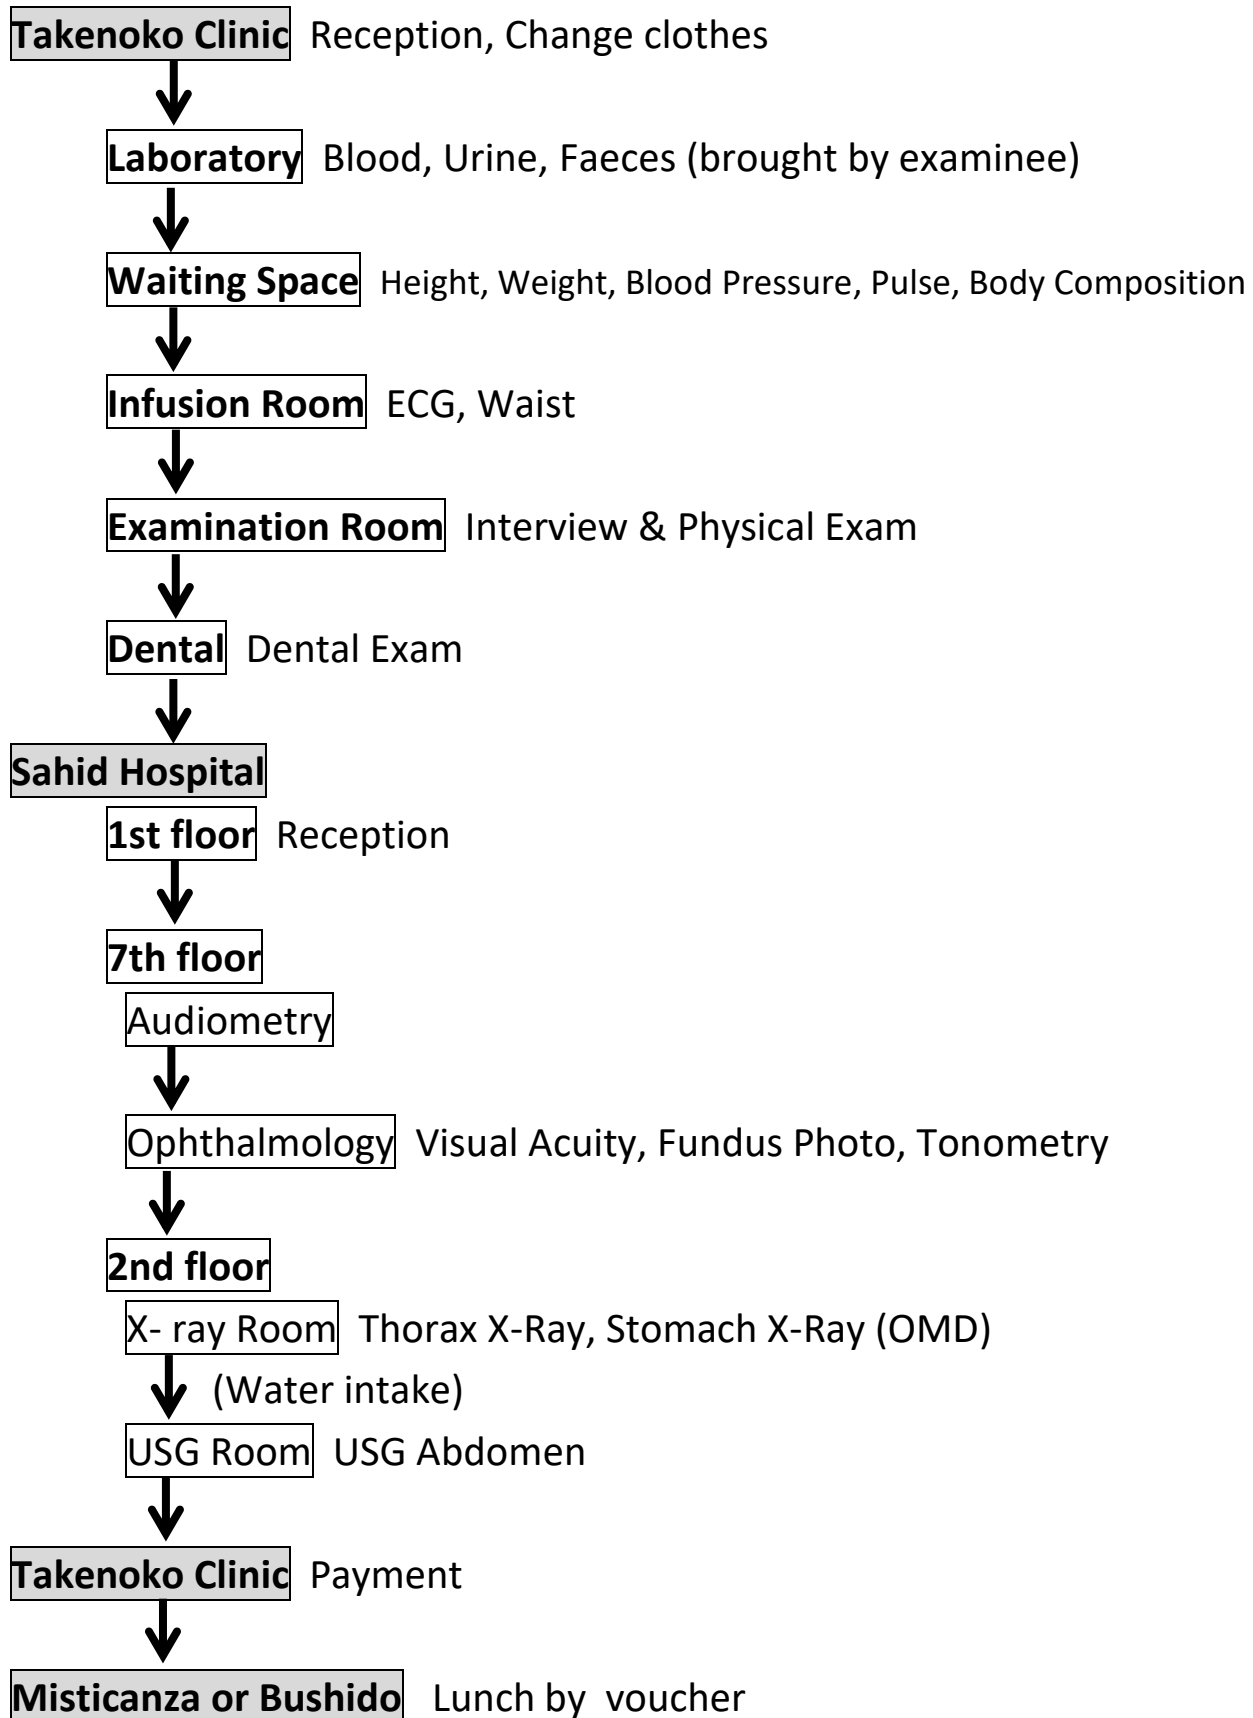 Takenoko Clinic Reception, Change clothes
Laboratory Blood, Urine, Faeces (brought by examinee)
Waiting Space Height, Weight, Blood Pressure, Pulse, Body Composition
Infusion Room ECG, Waist
Examination Room Interview & Physical Exam
Dental Dental Exam
Sahid Hospital
1st floor Reception
7th floor
Audiometry
Ophthalmology Visual Acuity, Fundus Photo, Tonometry
2nd floor
X- ray Room Thorax X-Ray, Stomach X-Ray (OMD)
(Water intake)
USG Room USG Abdomen
Takenoko Clinic Payment
Misticanza or Bushido Lunch by voucher